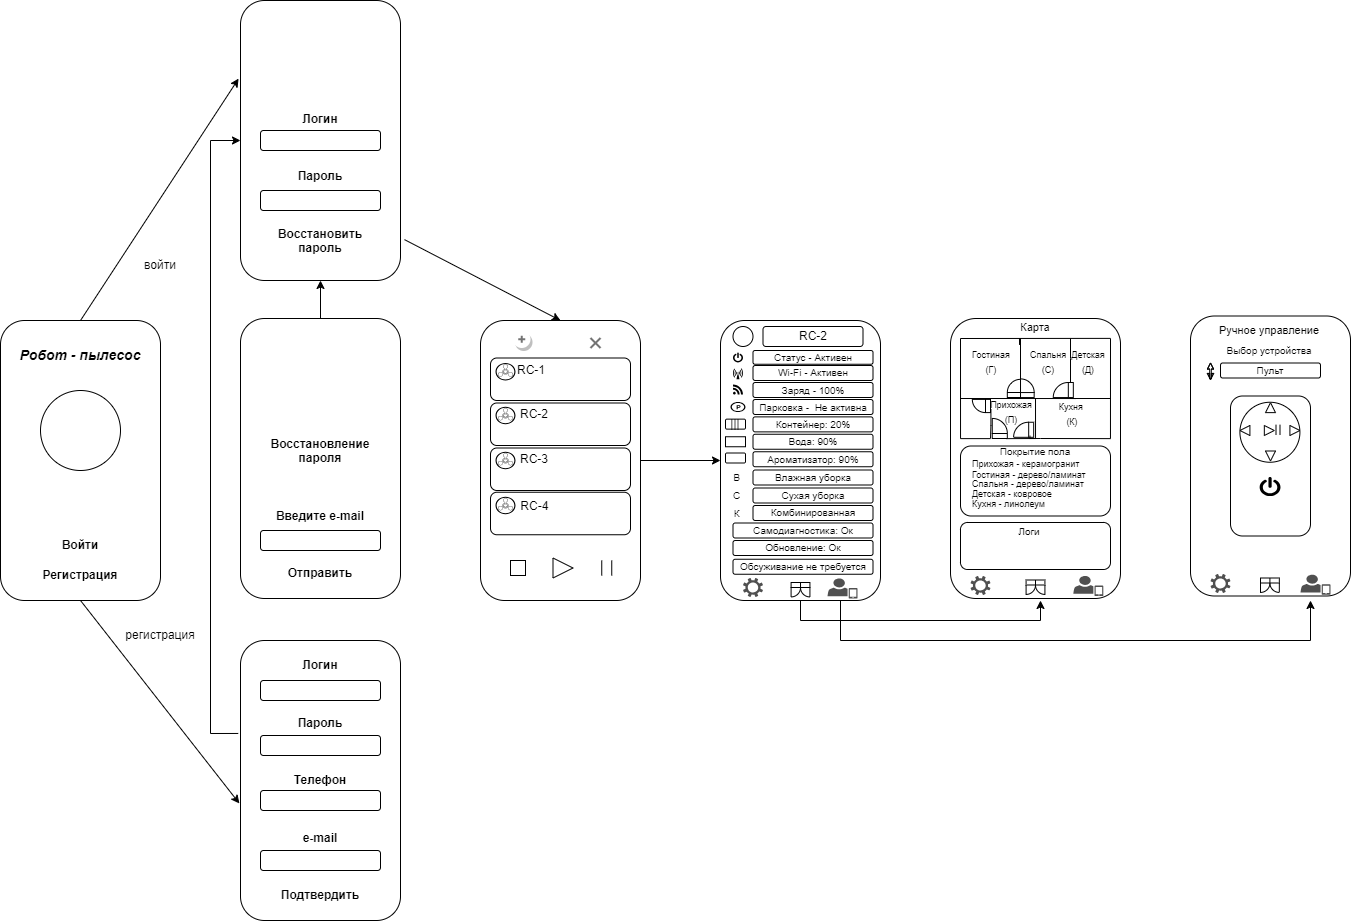 Робот - пылесос
Войти
Регистрация
войти
регистрация
Логин
Пароль
Восстановить
пароль
Восстановление
пароля
Введите e-mail
Отправить
Логин
Пароль
Телефон
e-mail
Подтвердить
RC-1
RC-2
RC-3
RC-4
RC-2
Статус - Активен
Wi-Fi - Активен
Заряд - 100%
P
Парковка - Не активна
Контейнер: 20%
Вода: 90%
Ароматизатор: 90%
В
Влажная уборка
С
Сухая уборка
К
Комбинированная
Самодиагностика: Ок
Обновление: Ок
Обсуживание не требуется
Карта
Гостиная
(Г)
Спальня
(С)
Детская
(Д)
Прихожая
(П)
Кухня
(К)
Покрытие пола
Прихожая - керамогранит
Гостиная - дерево/ламинат
Спальня - дерево/ламинат
Детская - ковровое
Кухня - линолеум
Логи
Ручное управление
Выбор устройства
Пульт